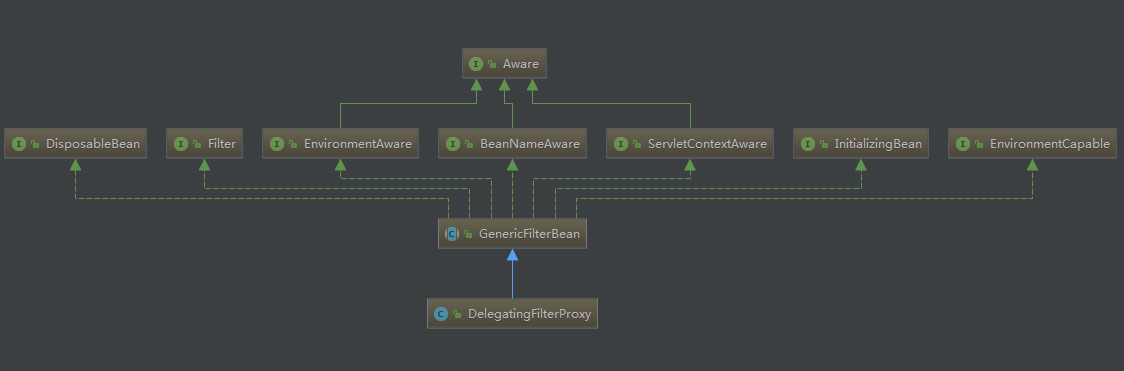 I Aware
I DisposableBean
I Filter
I EnvironmentAware
I BeanNameAware
I ServletContextAware
I InitializingBean
I EnvironmentCapable
C GenericFilterBean
C DelegatingFilterProxy